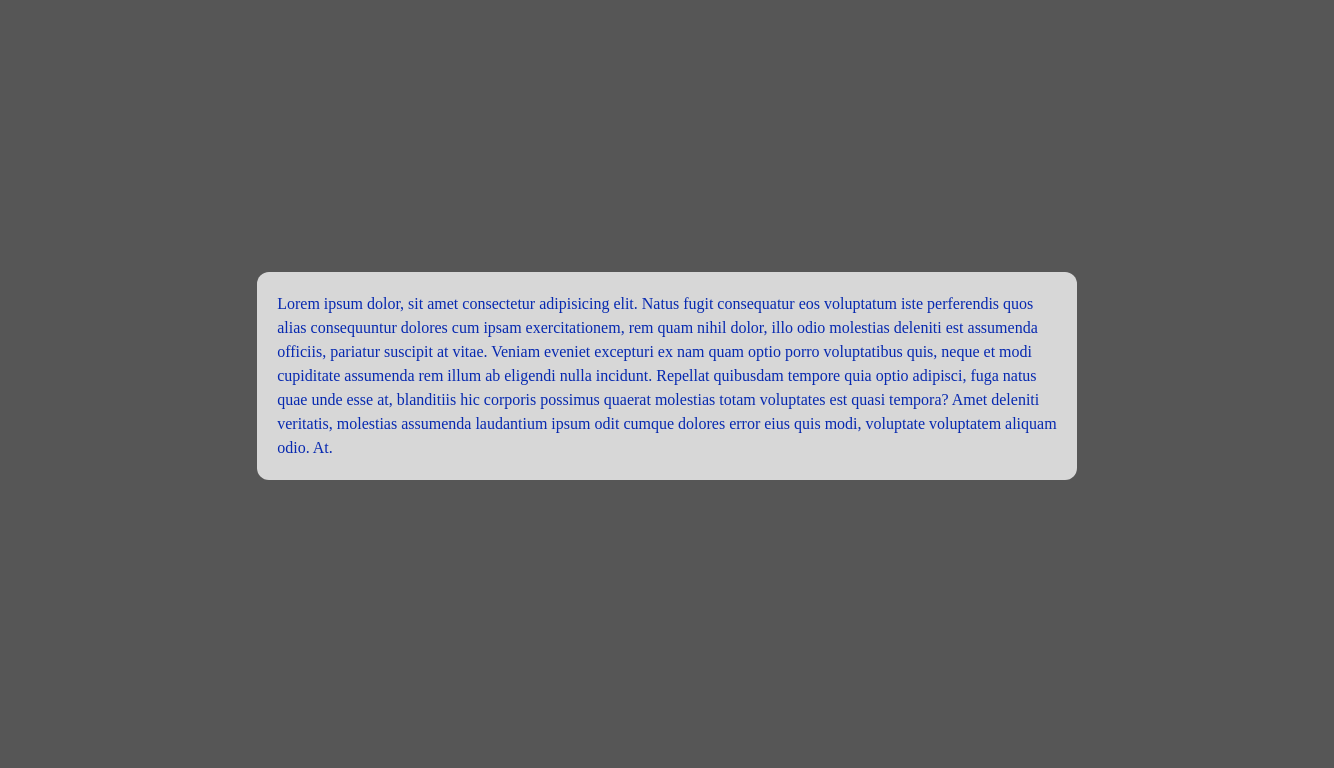 Lorem ipsum dolor, sit amet consectetur adipisicing elit. Natus fugit consequatur eos voluptatum iste perferendis quos
alias consequuntur dolores cum ipsam exercitationem, rem quam nihil dolor, illo odio molestias deleniti est assumenda
officiis, pariatur suscipit at vitae. Veniam eveniet excepturi ex nam quam optio porro voluptatibus quis, neque et modi
cupiditate assumenda rem illum ab eligendi nulla incidunt. Repellat quibusdam tempore quia optio adipisci, fuga natus
quae unde esse at, blanditiis hic corporis possimus quaerat molestias totam voluptates est quasi tempora? Amet deleniti
veritatis, molestias assumenda laudantium ipsum odit cumque dolores error eius quis modi, voluptate voluptatem aliquam
odio. At.